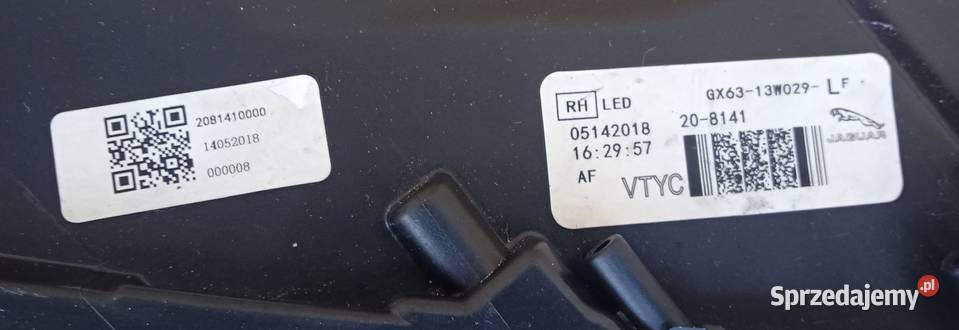 2081410000
14052018
000008
RH LED
GX63-13W029-LF
05142018
20-8141
16:29:57
AF
VTYC
JAGUAR
Sprzedajemy.pl